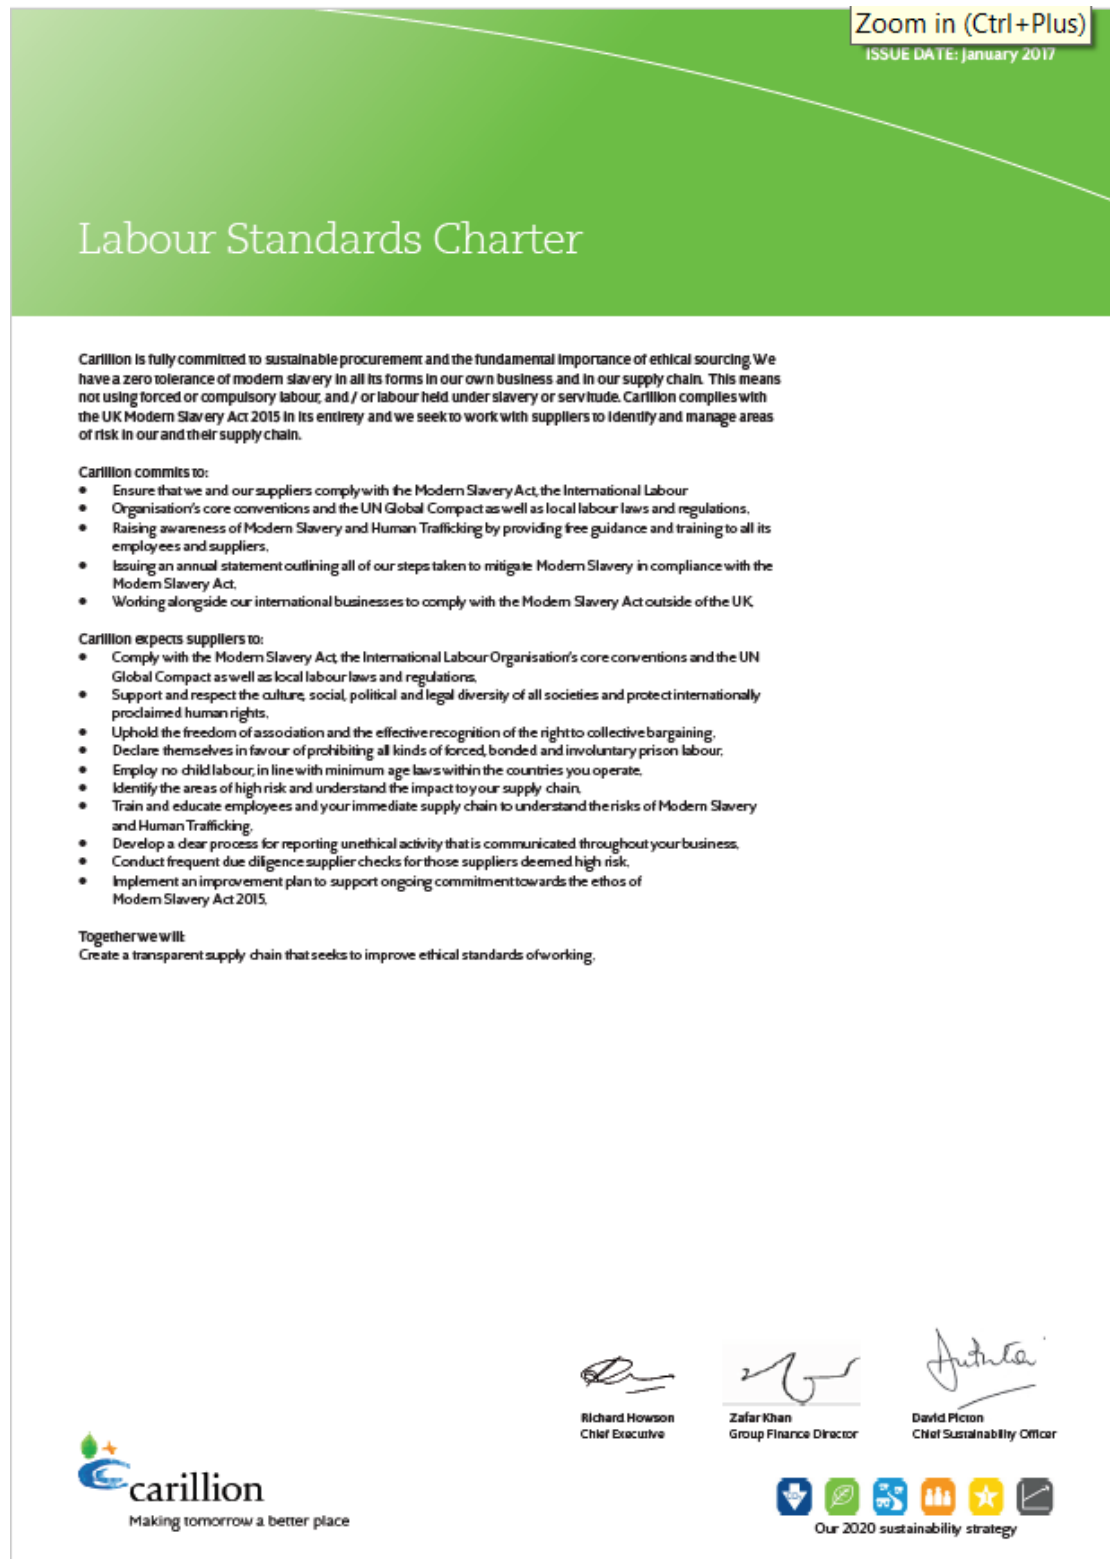 Zoom in (Ctrl+Plus)
ISSUE DATE: January 2017
Labour Standards Charter
Carillion is fully committed to sustainable procurement and the fundamental importance of ethical sourcing. We
have a zero tolerance of modern slavery in all its forms in our own business and in our supply chain. This means
not using forced or compulsory labour, and / or labour held under slavery or servitude. Carillion complies with
the UK Modern Slavery Act 2015 in its entirety and we seek to work with suppliers to identify and manage areas
of risk in our and their supply chain.
Carillion commits to:
• Ensure that we and our suppliers comply with the Modern Slavery Act, the International Labour
• Organisation's core conventions and the UN Global Compact as well as local labour laws and regulations.
• Raising awareness of Modern Slavery and Human Trafficking by providing free guidance and training to all its
employees and suppliers.
• Issuing an annual statement outlining all of our steps taken to mitigate Modern Slavery in compliance with the
Modern Slavery Act.
• Working alongside our international businesses to comply with the Modern Slavery Act outside of the UK.
Carillion expects suppliers to:
• Comply with the Modern Slavery Act, the International Labour Organisation's core conventions and the UN
Global Compact as well as local labour laws and regulations.
• Support and respect the culture, social, political and legal diversity of all societies and protect internationally
proclaimed human rights.
• Uphold the freedom of association and the effective recognition of the right to collective bargaining.
• Declare themselves in favour of prohibiting all kinds of forced, bonded and involuntary prison labour.
• Employ no child labour, in line with minimum age laws within the countries you operate.
• Identify the areas of high risk and understand the impact to your supply chain.
• Train and educate employees and your immediate supply chain to understand the risks of Modern Slavery
and Human Trafficking.
• Develop a clear process for reporting unethical activity that is communicated throughout your business.
• Conduct frequent due diligence supplier checks for those suppliers deemed high risk.
• Implement an improvement plan to support ongoing commitment towards the ethos of
Modern Slavery Act 2015.
Together we will:
Create a transparent supply chain that seeks to improve ethical standards of working.
Richard Howson
Chief Executive
Zafar Khan
Group Finance Director
David Picton
Chief Sustainability Officer
carillion
Making tomorrow a better place
Our 2020 sustainability strategy